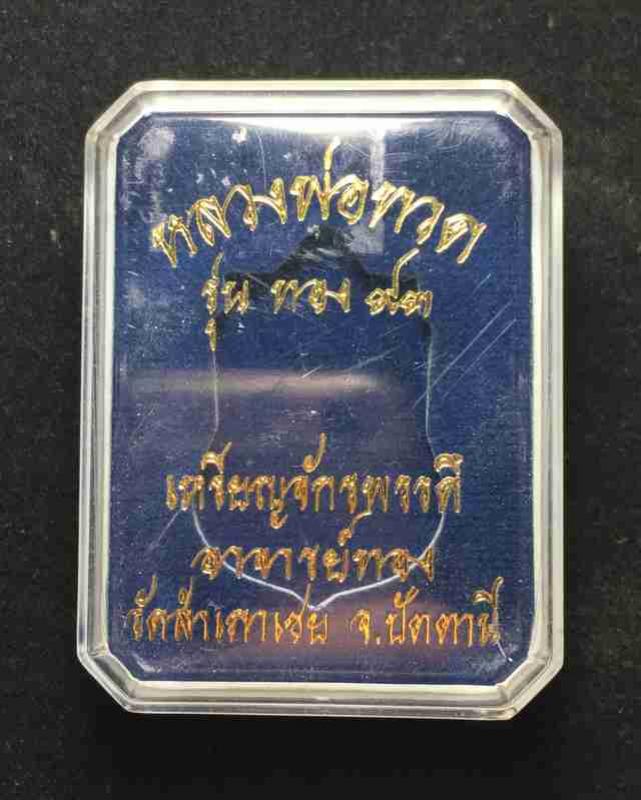 หลวงพ่อทวด
รุ่น ทอง ๙๓
เหรียญจักรพรรดิ์
อาจารย์ทอง
วัดสำเภาเชย จ.ปัตตานี